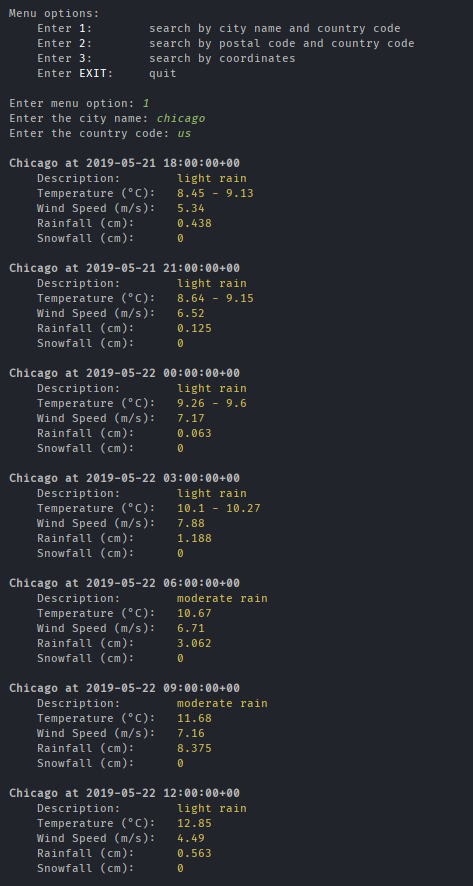 Menu options:
    Enter 1:        search by city name and country code
    Enter 2:        search by postal code and country code
    Enter 3:        search by coordinates
    Enter EXIT:     quit

Enter menu option: 1
Enter the city name: chicago
Enter the country code: us

Chicago at 2019-05-21 18:00:00+00
    Description:        light rain
    Temperature (°C):   8.45 - 9.13
    Wind Speed (m/s):   5.34
    Rainfall (cm):      0.438
    Snowfall (cm):      0

Chicago at 2019-05-21 21:00:00+00
    Description:        light rain
    Temperature (°C):   8.64 - 9.15
    Wind Speed (m/s):   6.52
    Rainfall (cm):      0.125
    Snowfall (cm):      0

Chicago at 2019-05-22 00:00:00+00
    Description:        light rain
    Temperature (°C):   9.26 - 9.6
    Wind Speed (m/s):   7.17
    Rainfall (cm):      0.063
    Snowfall (cm):      0

Chicago at 2019-05-22 03:00:00+00
    Description:        light rain
    Temperature (°C):   10.1 - 10.27
    Wind Speed (m/s):   7.88
    Rainfall (cm):      1.188
    Snowfall (cm):      0

Chicago at 2019-05-22 06:00:00+00
    Description:        moderate rain
    Temperature (°C):   10.67
    Wind Speed (m/s):   6.71
    Rainfall (cm):      3.062
    Snowfall (cm):      0

Chicago at 2019-05-22 09:00:00+00
    Description:        moderate rain
    Temperature (°C):   11.68
    Wind Speed (m/s):   7.16
    Rainfall (cm):      8.375
    Snowfall (cm):      0

Chicago at 2019-05-22 12:00:00+00
    Description:        light rain
    Temperature (°C):   12.85
    Wind Speed (m/s):   4.49
    Rainfall (cm):      0.563
    Snowfall (cm):      0